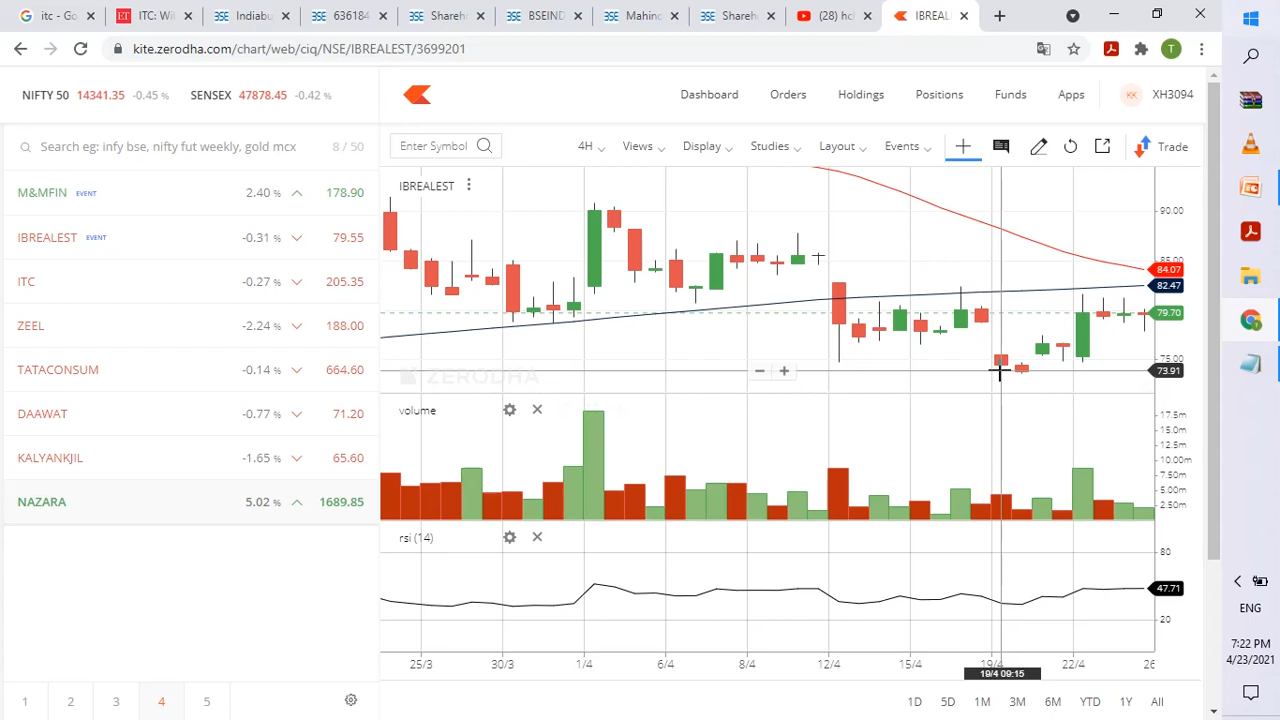 itc - Go
ITC: Wil
Indiabu
636184
Shareh
BSEIND
Mahind
Shareh
(28) hcl
IBREAL
kite.zerodha.com/chart/web/ciq/NSE/IBREALEST/3699201
T
NIFTY 50 14341.35 -0.45 % SENSEX 47878.45 -0.42 %
Dashboard Orders Holdings Positions Funds Apps KK XH3094
Search eg: infy bse, nifty fut weekly, gold mcx 8 / 50
Enter Symbol 4H Views Display Studies Layout Events Trade
M&MFIN EVENT 2.40 % 178.90
IBREALEST EVENT -0.31 % 79.55
ITC -0.27 % 205.35
ZEEL -2.24 % 188.00
TATACONSUM -0.14 % 664.60
DAAWAT -0.77 % 71.20
KALYANKJIL -1.65 % 65.60
NAZARA 5.02 % 1689.85
1 2 3 4 5
IBREALEST
90.00
85.00
84.07
82.47
79.70
75.00
73.91
ZERODHA
volume
17.5m
15.0m
12.5m
10.00m
7.50m
5.00m
2.50m
rsi (14)
80
47.71
20
25/3 30/3 1/4 6/4 8/4 12/4 15/4 19/4 22/4 26
19/4 09:15
1D 5D 1M 3M 6M YTD 1Y All
ENG
7:22 PM
4/23/2021